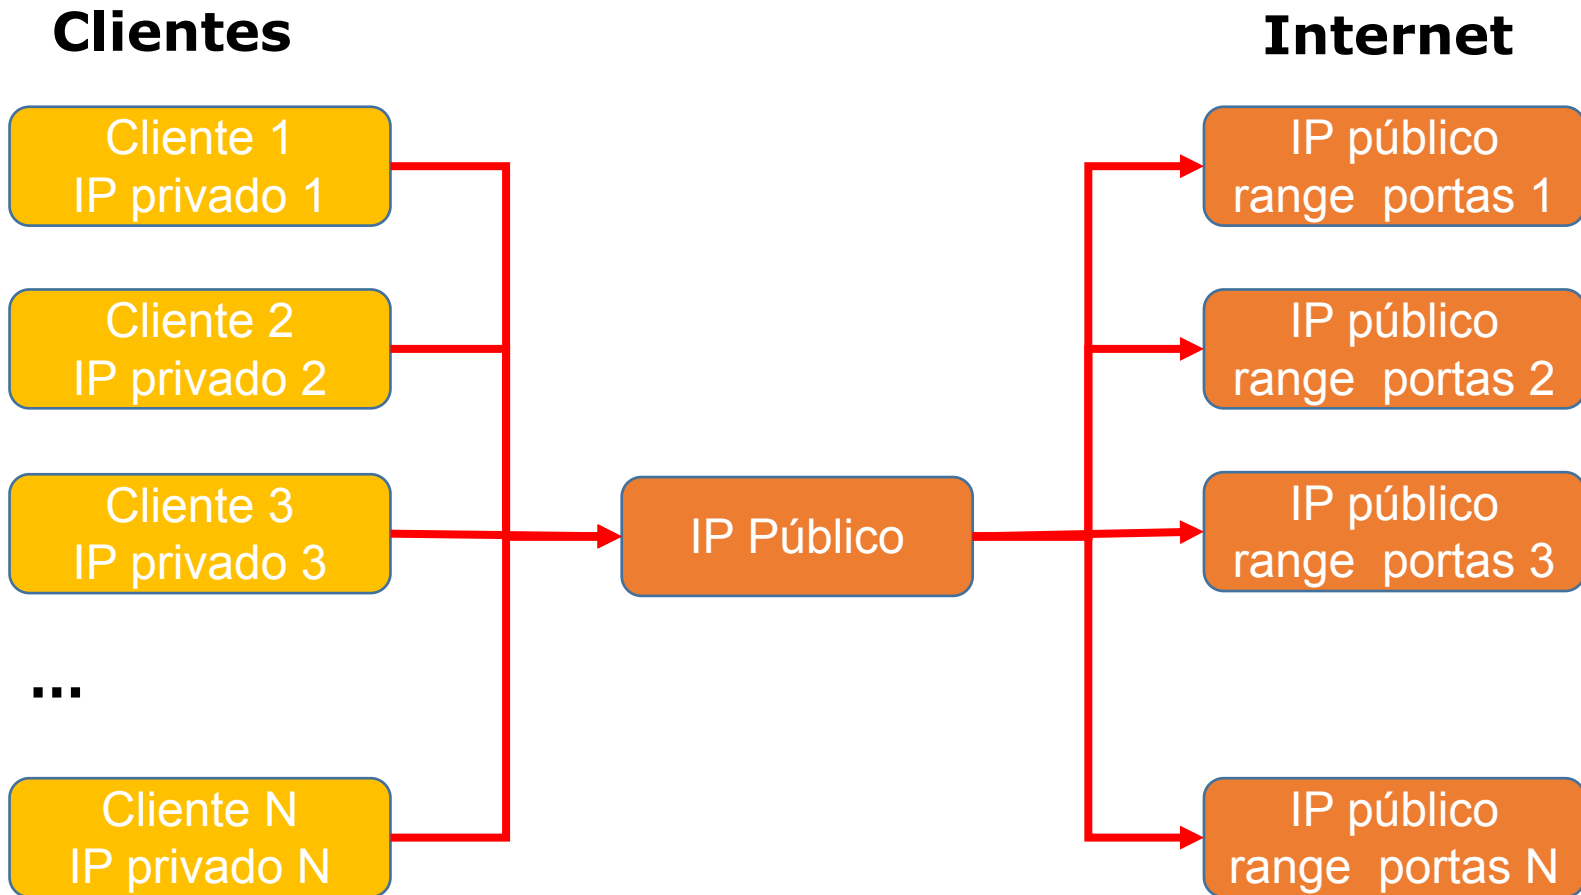 Clientes
Internet
Cliente 1
IP privado 1
IP público
range portas 1
Cliente 2
IP privado 2
IP público
range portas 2
Cliente 3
IP privado 3
IP Público
IP público
range portas 3
...
Cliente N
IP privado N
IP público
range portas N